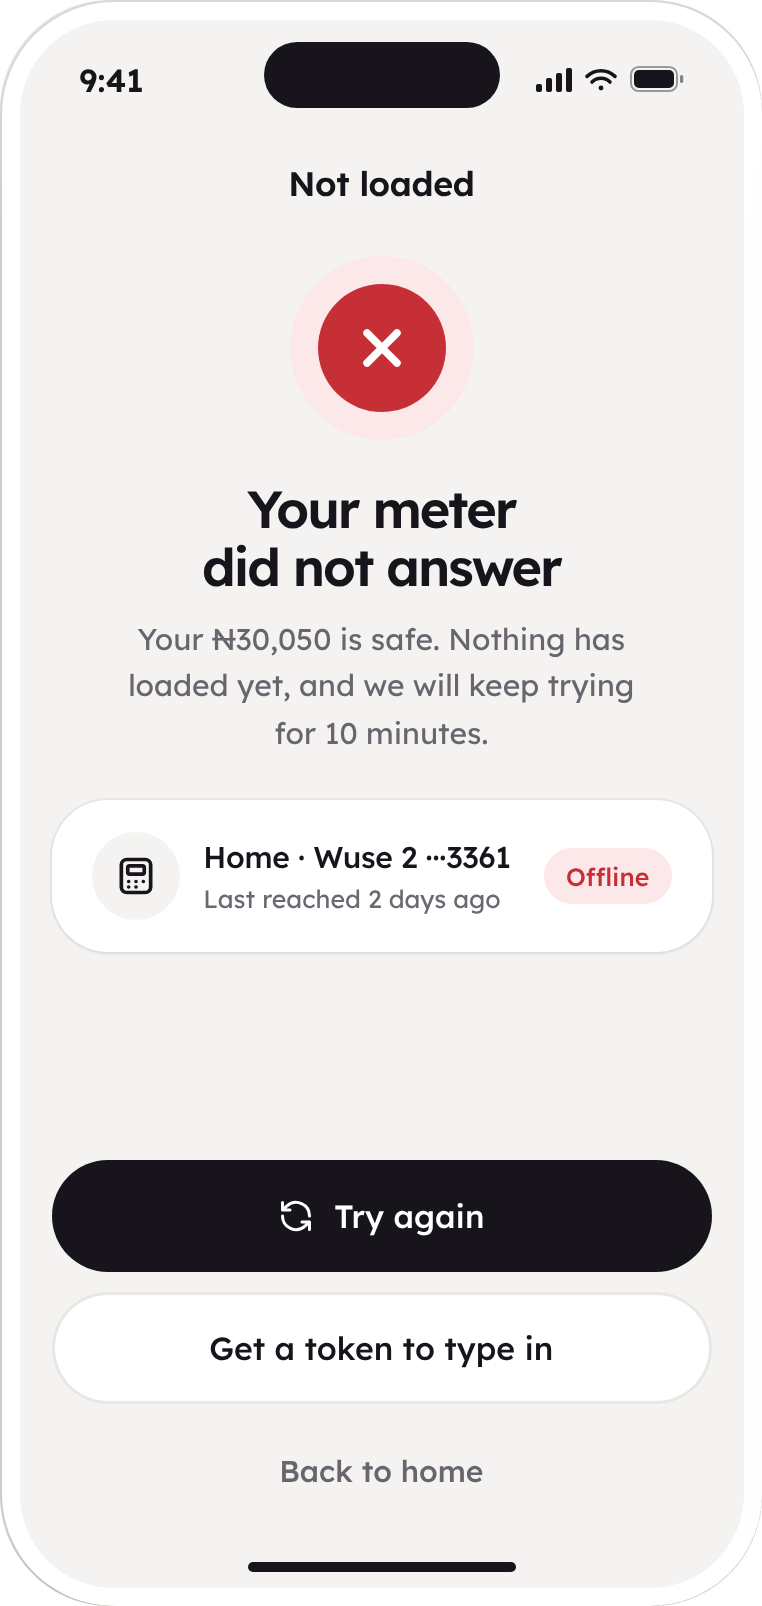 9:41
Not loaded
Your meter
did not answer
Your ₦30,050 is safe. Nothing has
loaded yet, and we will keep trying
for 10 minutes.
Home · Wuse 2 ···3361
Last reached 2 days ago
Offline
Try again
Get a token to type in
Back to home